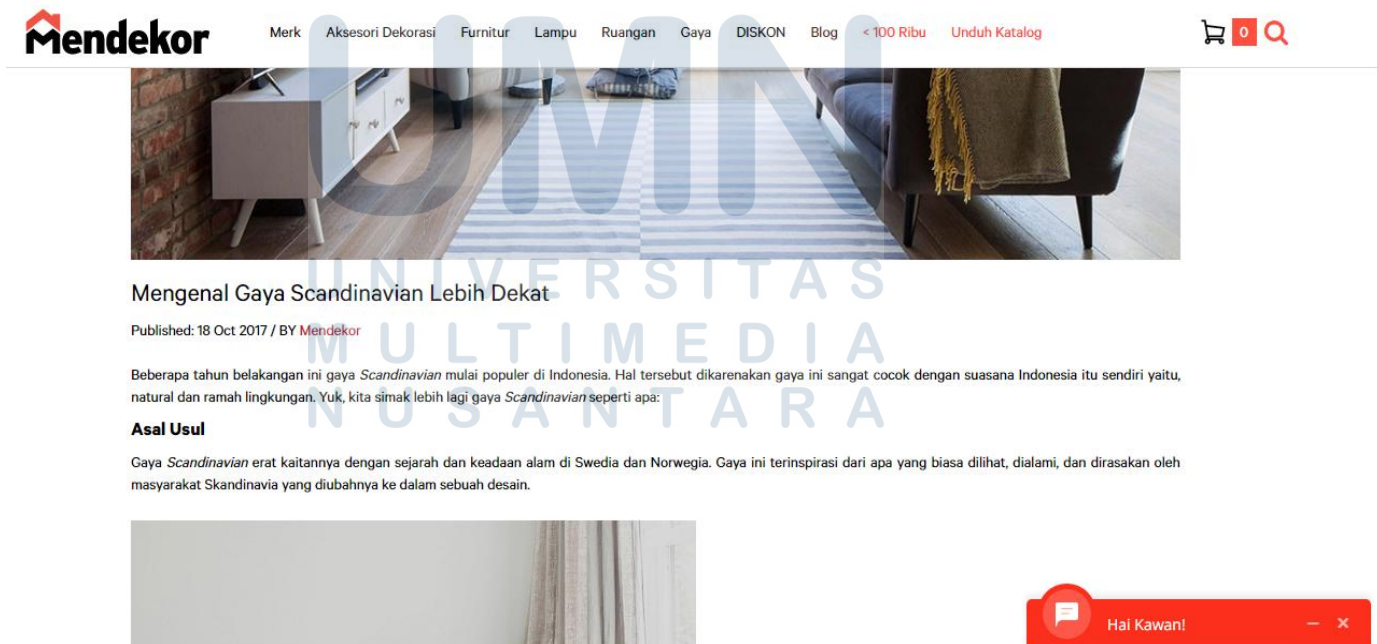 Mendekor
Merk Aksesori Dekorasi Furnitur Lampu Ruangan Gaya DISKON Blog < 100 Ribu Unduh Katalog
0
UMN
UNIVERSITAS
MULTIMEDIA
NUSANTARA
Mengenal Gaya Scandinavian Lebih Dekat
Published: 18 Oct 2017 / BY Mendekor
Beberapa tahun belakangan ini gaya Scandinavian mulai populer di Indonesia. Hal tersebut dikarenakan gaya ini sangat cocok dengan suasana Indonesia itu sendiri yaitu,
natural dan ramah lingkungan. Yuk, kita simak lebih lagi gaya Scandinavian seperti apa:
Asal Usul
Gaya Scandinavian erat kaitannya dengan sejarah dan keadaan alam di Swedia dan Norwegia. Gaya ini terinspirasi dari apa yang biasa dilihat, dialami, dan dirasakan oleh
masyarakat Skandinavia yang diubahnya ke dalam sebuah desain.
Hai Kawan!